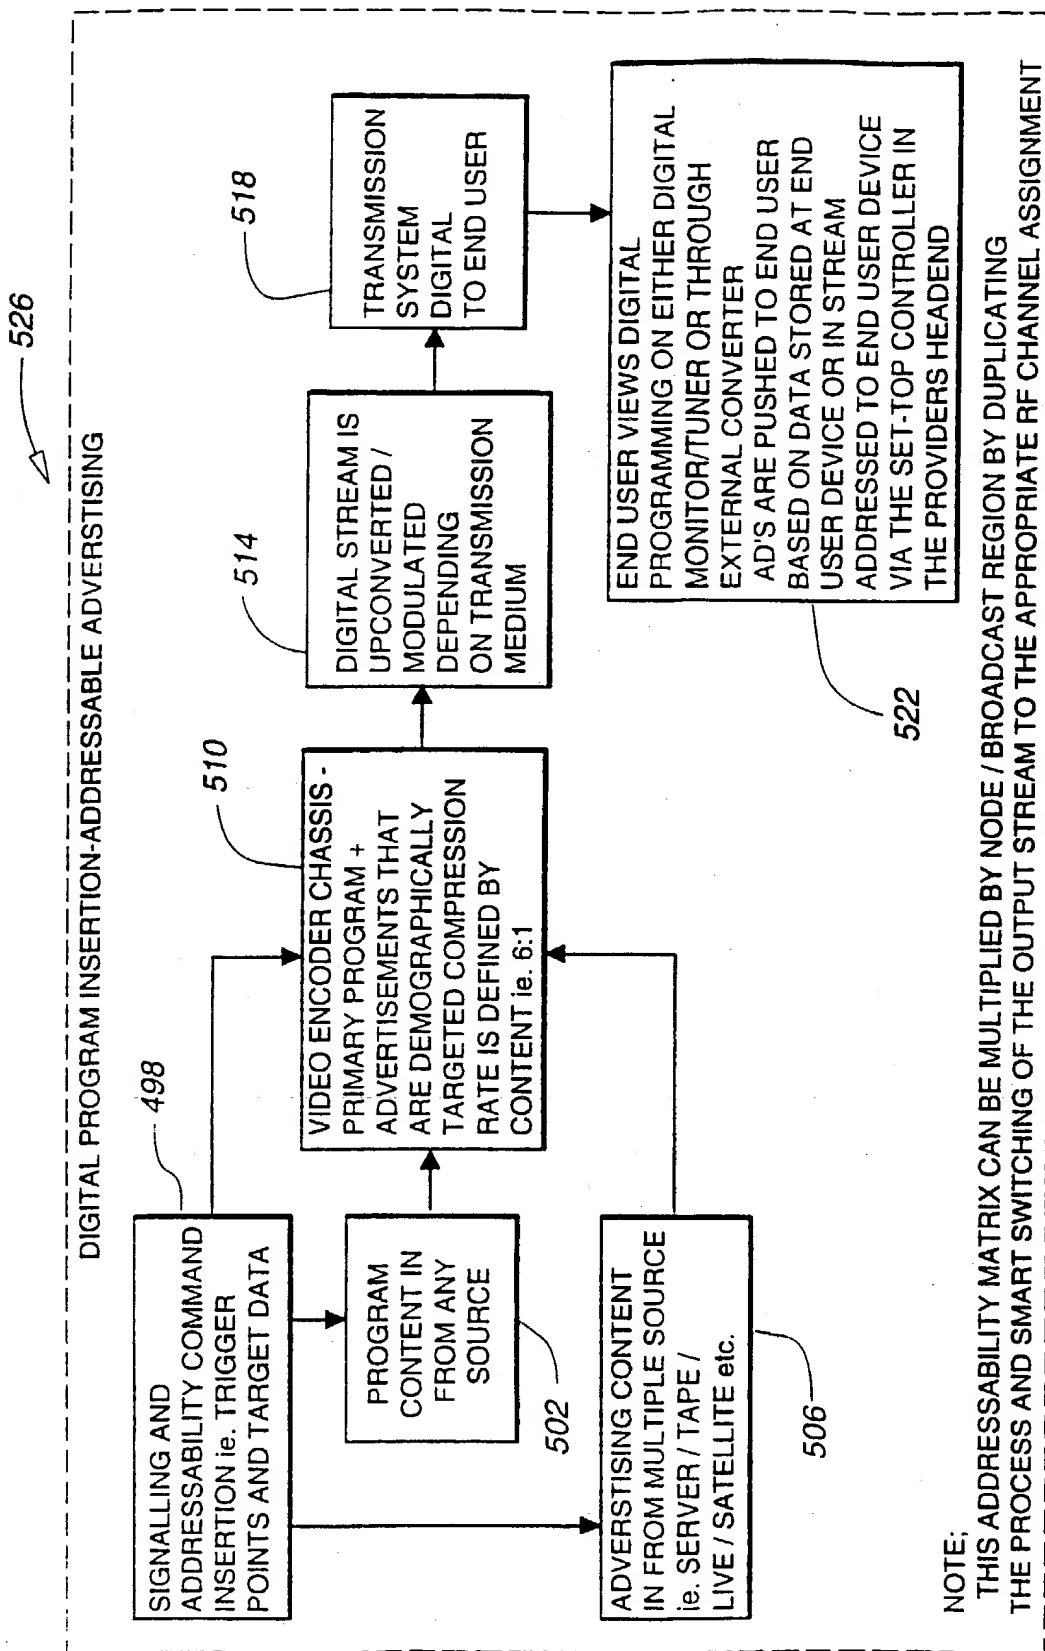 526
DIGITAL PROGRAM INSERTION-ADDRESSABLE ADVERSTISING
498
SIGNALLING AND
ADDRESSABILITY COMMAND
INSERTION ie. TRIGGER
POINTS AND TARGET DATA
PROGRAM
CONTENT IN
FROM ANY
SOURCE
502
ADVERSTISING CONTENT
IN FROM MULTIPLE SOURCE
ie. SERVER / TAPE /
LIVE / SATELLITE etc.
506
510
VIDEO ENCODER CHASSIS -
PRIMARY PROGRAM +
ADVERTISEMENTS THAT
ARE DEMOGRAPHICALLY
TARGETED COMPRESSION
RATE IS DEFINED BY
CONTENT ie. 6:1
514
DIGITAL STREAM IS
UPCONVERTED /
MODULATED
DEPENDING
ON TRANSMISSION
MEDIUM
518
TRANSMISSION
SYSTEM
DIGITAL
TO END USER
END USER VIEWS DIGITAL
PROGRAMMING ON EITHER DIGITAL
MONITOR/TUNER OR THROUGH
EXTERNAL CONVERTER
AD'S ARE PUSHED TO END USER
BASED ON DATA STORED AT END
USER DEVICE OR IN STREAM
ADDRESSED TO END USER DEVICE
VIA THE SET-TOP CONTROLLER IN
THE PROVIDERS HEADEND
522
NOTE;
THIS ADDRESSABILITY MATRIX CAN BE MULTIPLIED BY NODE / BROADCAST REGION BY DUPLICATING
THE PROCESS AND SMART SWITCHING OF THE OUTPUT STREAM TO THE APPROPRIATE RF CHANNEL ASSIGNMENT